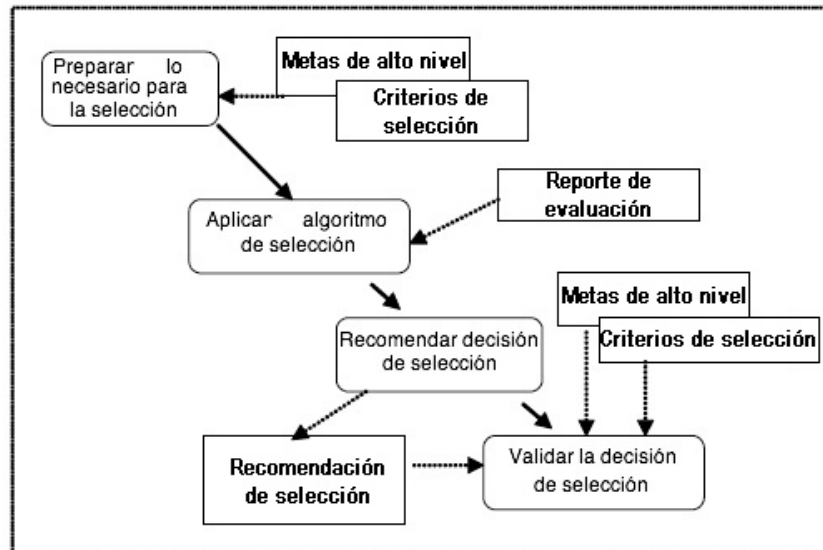 Preparar lo
necesario para
la selección
Metas de alto nivel
Criterios de
selección
Aplicar algoritmo
de selección
Reporte de
evaluación
Recomendar decisión
de selección
Metas de alto nivel
Criterios de selección
Recomendación
de selección
Validar la decisión
de selección